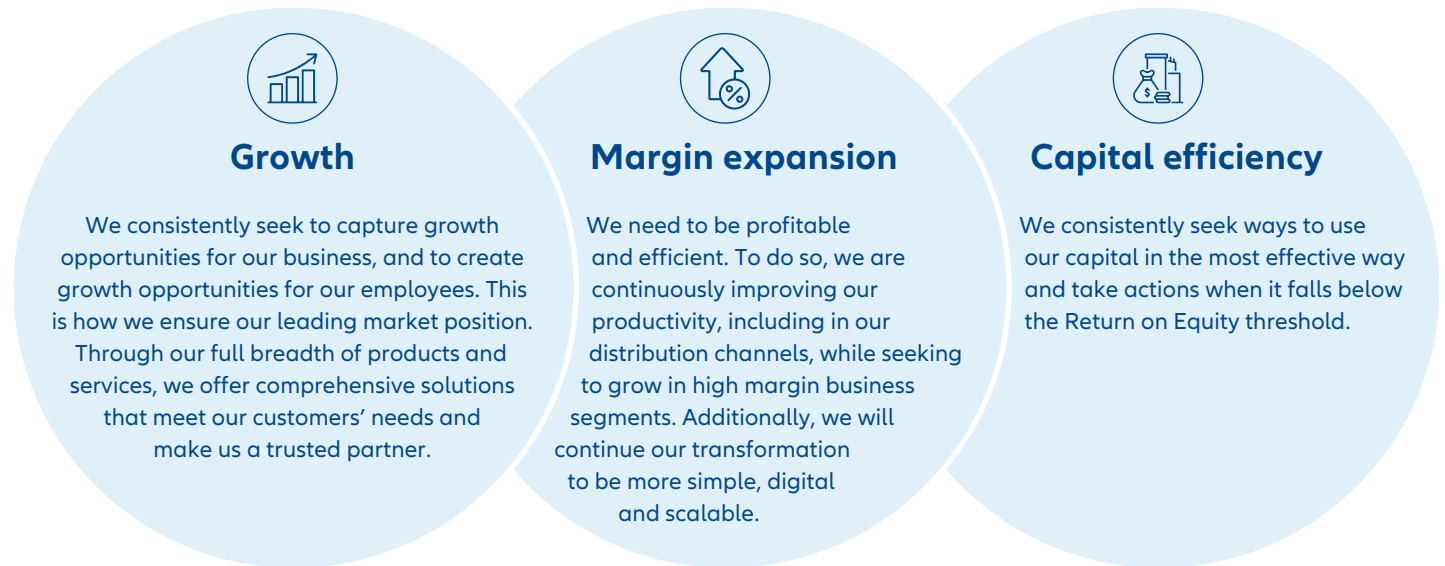 Growth
We consistently seek to capture growth
opportunities for our business, and to create
growth opportunities for our employees. This
is how we ensure our leading market position.
Through our full breadth of products and
services, we offer comprehensive solutions
that meet our customers’ needs and
make us a trusted partner.
%
Margin expansion
We need to be profitable
and efficient. To do so, we are
continuously improving our
productivity, including in our
distribution channels, while seeking
to grow in high margin business
segments. Additionally, we will
continue our transformation
to be more simple, digital
and scalable.
$
Capital efficiency
We consistently seek ways to use
our capital in the most effective way
and take actions when it falls below
the Return on Equity threshold.